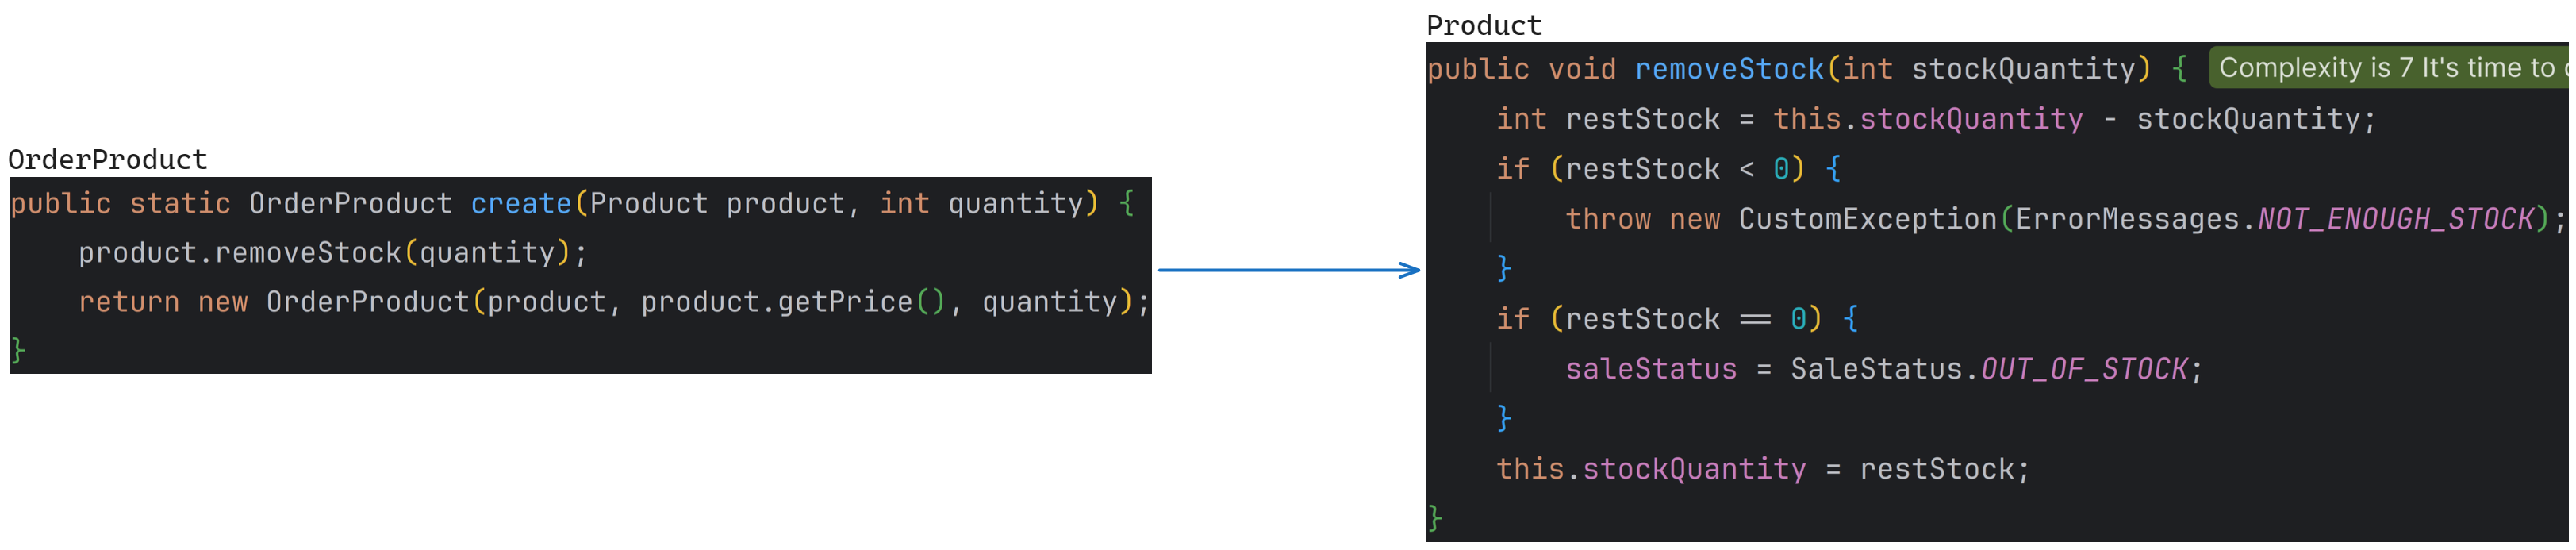 OrderProduct
public static OrderProduct create(Product product, int quantity) {
    product.removeStock(quantity);
    return new OrderProduct(product, product.getPrice(), quantity);
}
Product
public void removeStock(int stockQuantity) { Complexity is 7 It's time to
    int restStock = this.stockQuantity - stockQuantity;
    if (restStock < 0) {
        throw new CustomException(ErrorMessages.NOT_ENOUGH_STOCK);
    }
    if (restStock == 0) {
        saleStatus = SaleStatus.OUT_OF_STOCK;
    }
    this.stockQuantity = restStock;
}